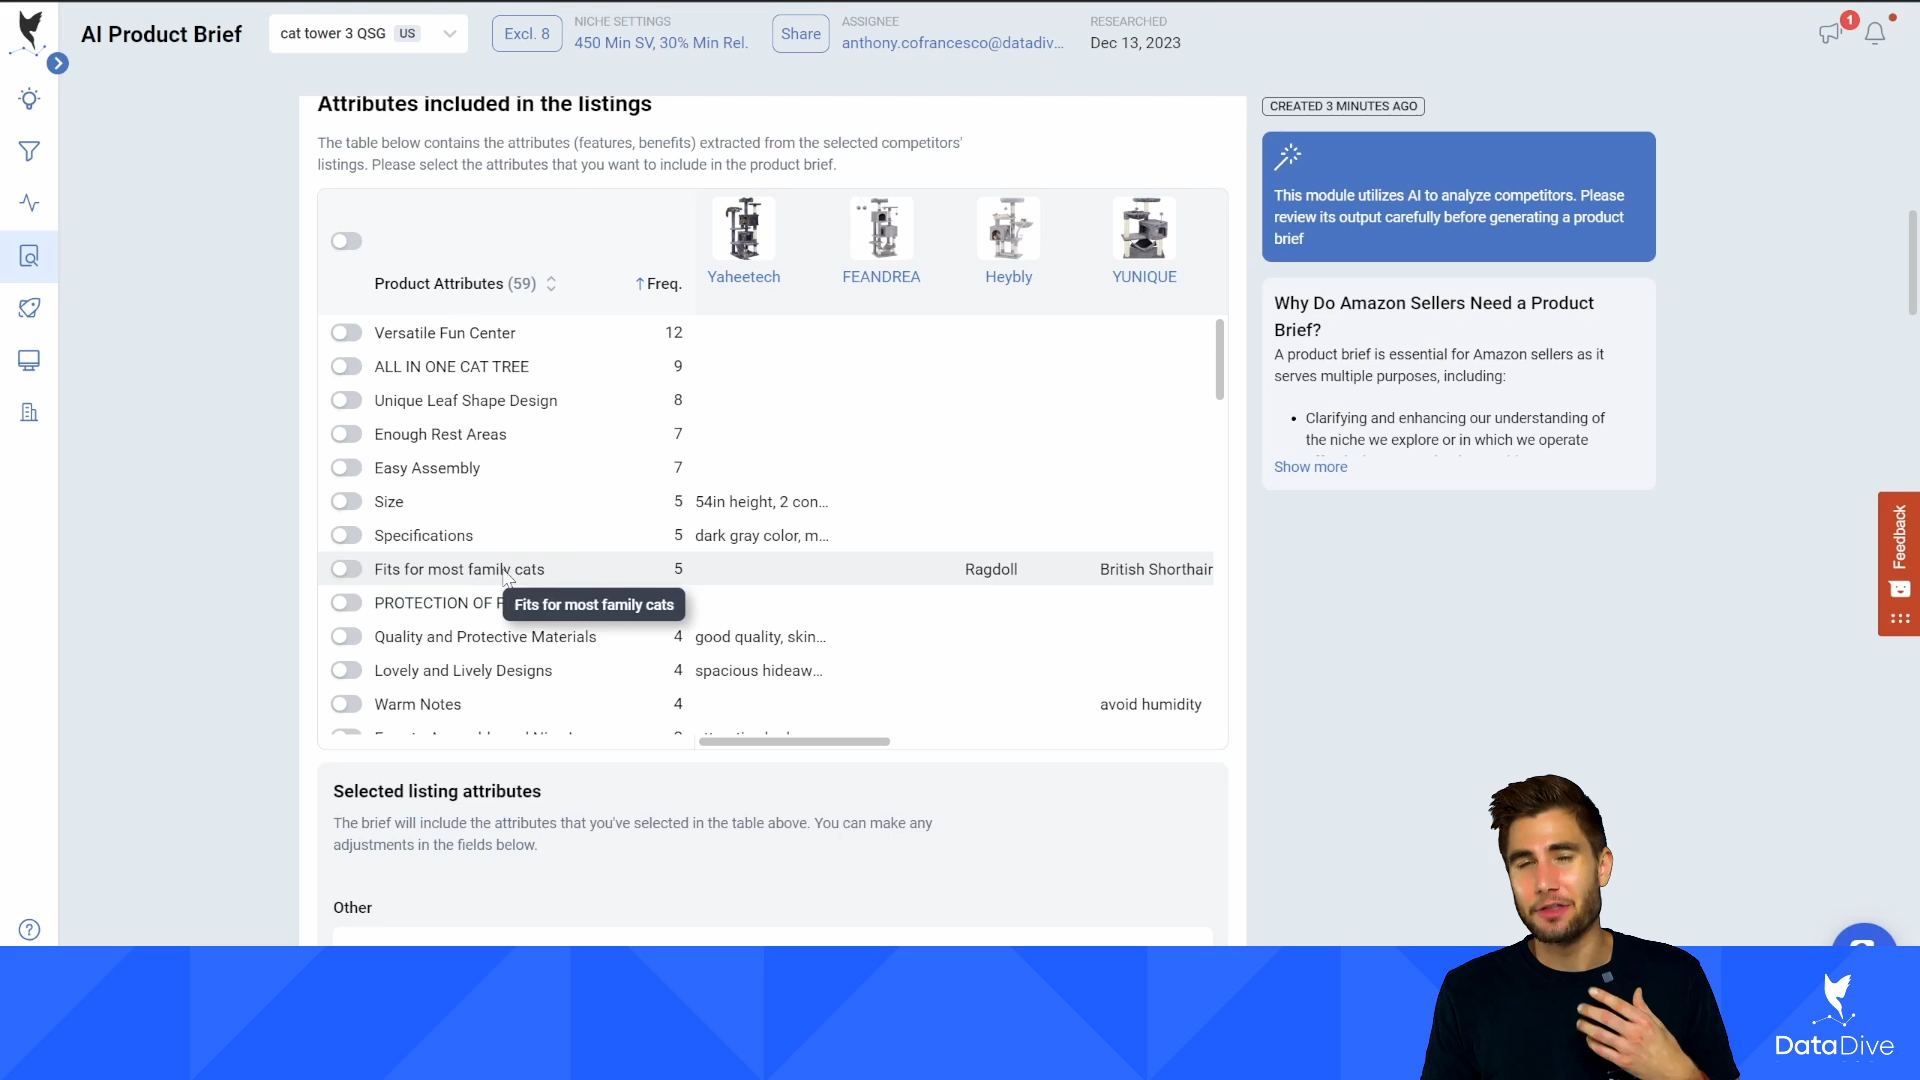 AI Product Brief
cat tower 3 QSG US
Excl. 8
NICHE SETTINGS
450 Min SV, 30% Min Rel.
Share
ASSIGNEE
anthony.cofrancesco@datadiv...
RESEARCHED
Dec 13, 2023
1
Attributes included in the listings
The table below contains the attributes (features, benefits) extracted from the selected competitors'
listings. Please select the attributes that you want to include in the product brief.
Product Attributes (59)
↑Freq.
Yaheetech
FEANDREA
Heybly
YUNIQUE
Versatile Fun Center 12
ALL IN ONE CAT TREE 9
Unique Leaf Shape Design 8
Enough Rest Areas 7
Easy Assembly 7
Size 5 54in height, 2 con...
Specifications 5 dark gray color, m...
Fits for most family cats 5 Ragdoll British Shorthair
PROTECTION OF
Fits for most family cats
Quality and Protective Materials 4 good quality, skin...
Lovely and Lively Designs 4 spacious hideaw...
Warm Notes 4 avoid humidity
Selected listing attributes
The brief will include the attributes that you've selected in the table above. You can make any
adjustments in the fields below.
Other
CREATED 3 MINUTES AGO
This module utilizes AI to analyze competitors. Please
review its output carefully before generating a product
brief
Why Do Amazon Sellers Need a Product
Brief?
A product brief is essential for Amazon sellers as it
serves multiple purposes, including:
• Clarifying and enhancing our understanding of
the niche we explore or in which we operate
Show more
Feedback
DataDive